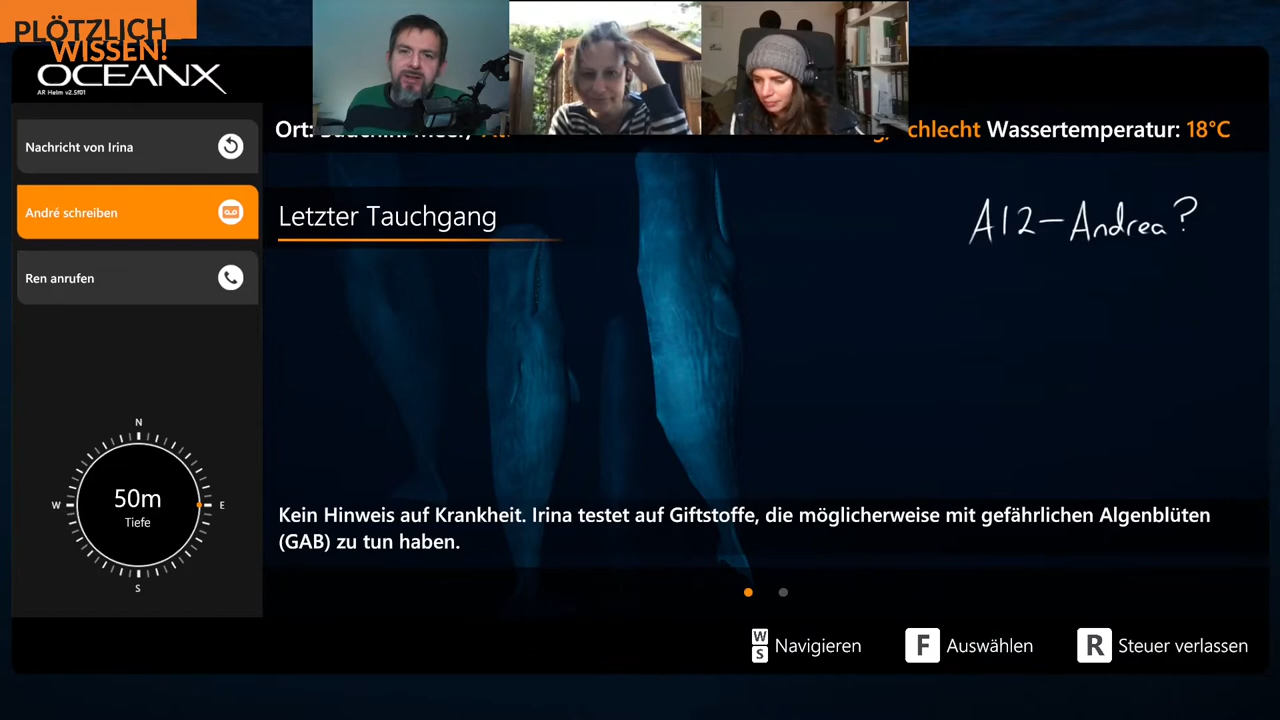 PLÖTZLICH
WISSEN!
OCEANX
AR Helm v2.5f01
Ort:
chlecht Wassertemperatur: 18°C
Nachricht von Irina
André schreiben
Ren anrufen
Letzter Tauchgang
A12-Andrea?
N
W
50m
E
Tiefe
S
Kein Hinweis auf Krankheit. Irina testet auf Giftstoffe, die möglicherweise mit gefährlichen Algenblüten
(GAB) zu tun haben.
W
S
Navigieren
F
Auswählen
R
Steuer verlassen